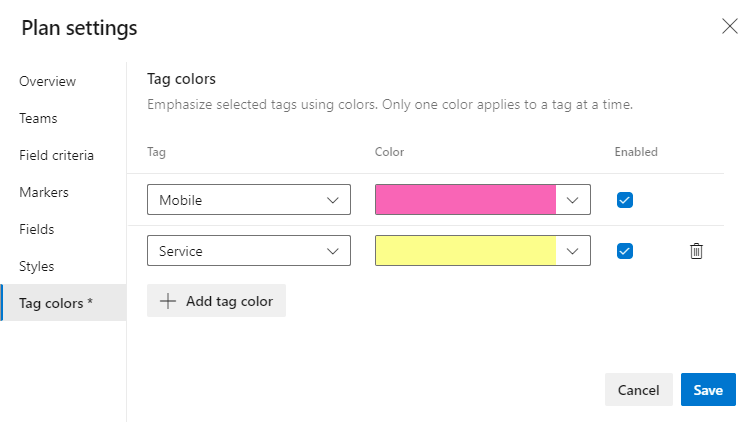 Plan settings
Overview
Teams
Field criteria
Markers
Fields
Styles
Tag colors *
Tag colors
Emphasize selected tags using colors. Only one color applies to a tag at a time.
Tag Color Enabled
Mobile
Service
Add tag color
Cancel Save